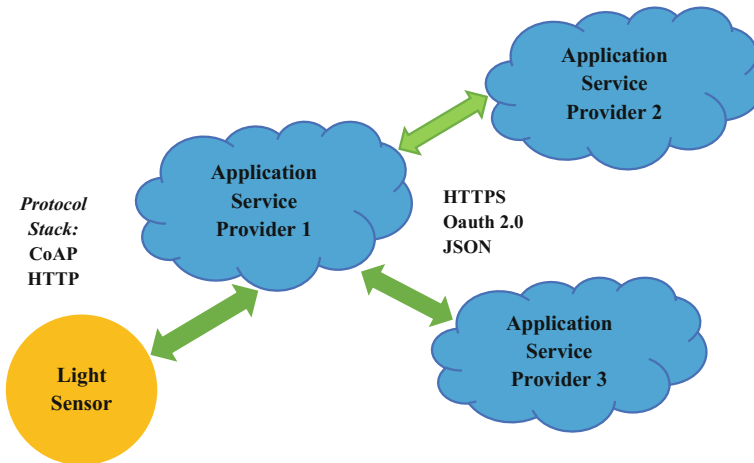 Application
Service
Provider 2
Application
Service
Provider 1
Protocol
Stack:
CoAP
HTTP
HTTPS
Oauth 2.0
JSON
Application
Service
Provider 3
Light
Sensor